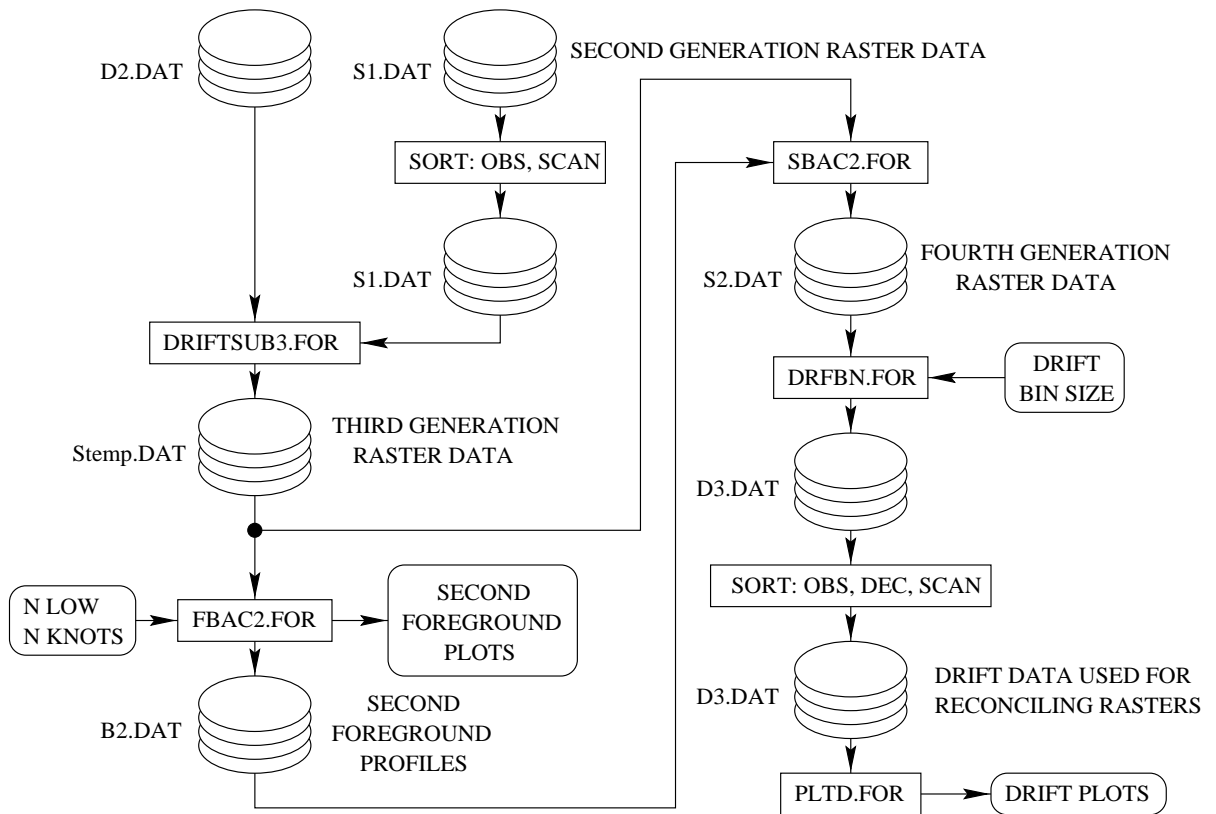 D2.DAT
S1.DAT
SECOND GENERATION RASTER DATA
SORT: OBS, SCAN
S1.DAT
DRIFTSUB3.FOR
Stemp.DAT
THIRD GENERATION
RASTER DATA
N LOW
N KNOTS
FBAC2.FOR
SECOND
FOREGROUND
PLOTS
B2.DAT
SECOND
FOREGROUND
PROFILES
SBAC2.FOR
S2.DAT
FOURTH GENERATION
RASTER DATA
DRFBN.FOR
DRIFT
BIN SIZE
D3.DAT
SORT: OBS, DEC, SCAN
D3.DAT
DRIFT DATA USED FOR
RECONCILING RASTERS
PLTD.FOR
DRIFT PLOTS